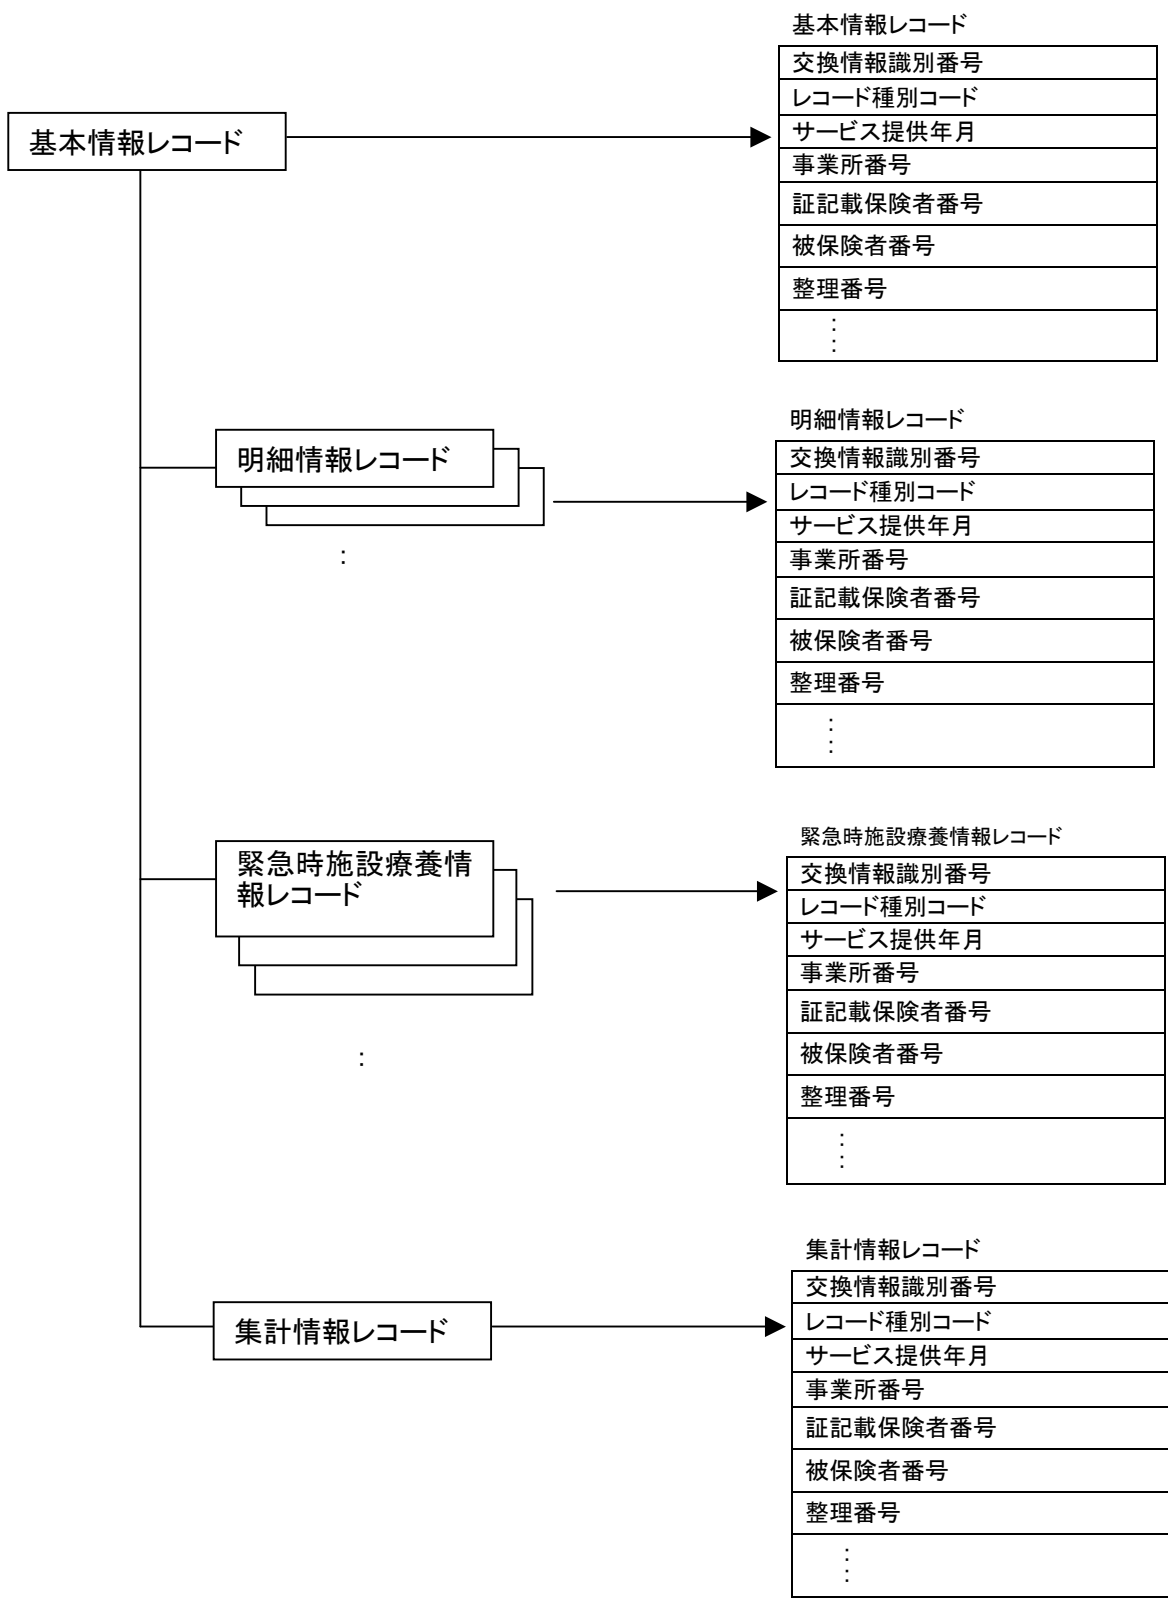 基本情報レコード
基本情報レコード
交換情報識別番号
レコード種別コード
サービス提供年月
事業所番号
証記載保険者番号
被保険者番号
整理番号
:
:
明細情報レコード
:
明細情報レコード
交換情報識別番号
レコード種別コード
サービス提供年月
事業所番号
証記載保険者番号
被保険者番号
整理番号
:
:
緊急時施設療養情
報レコード
:
緊急時施設療養情報レコード
交換情報識別番号
レコード種別コード
サービス提供年月
事業所番号
証記載保険者番号
被保険者番号
整理番号
:
:
集計情報レコード
集計情報レコード
交換情報識別番号
レコード種別コード
サービス提供年月
事業所番号
証記載保険者番号
被保険者番号
整理番号
:
: